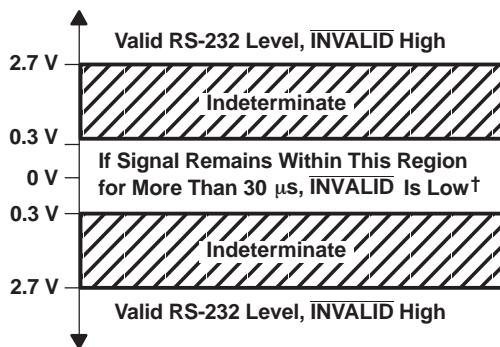 Valid RS-232 Level, INVALID High
2.7 V
Indeterminate
0.3 V
If Signal Remains Within This Region
0 V
for More Than 30 μs, INVALID Is Low†
0.3 V
Indeterminate
2.7 V
Valid RS-232 Level, INVALID High